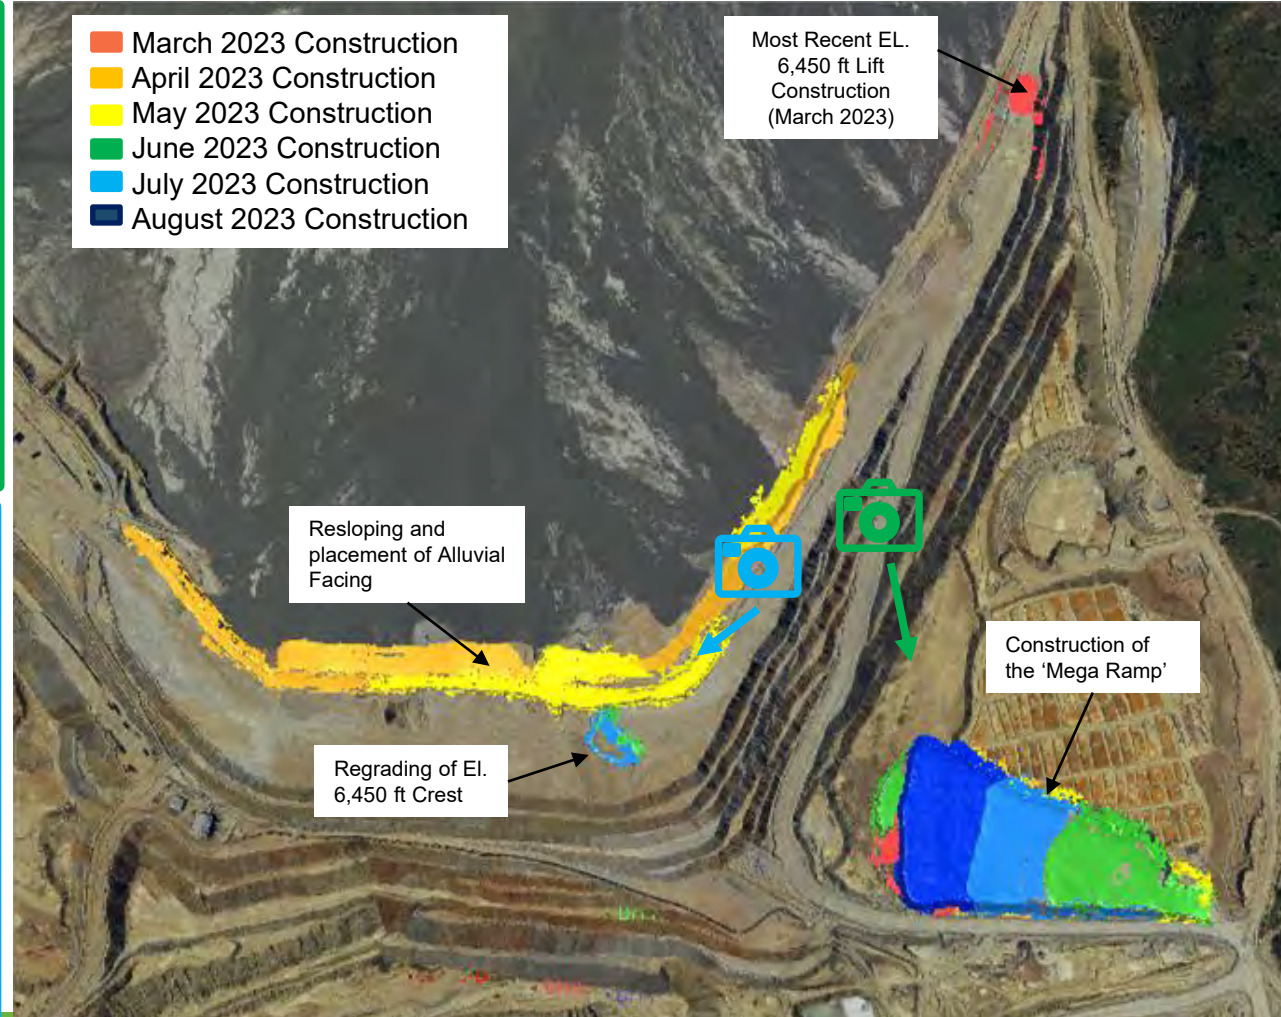 March 2023 Construction
April 2023 Construction
May 2023 Construction
June 2023 Construction
July 2023 Construction
August 2023 Construction
Most Recent EL.
6,450 ft Lift
Construction
(March 2023)
Resloping and
placement of Alluvial
Facing
Construction of
the ‘Mega Ramp’
Regrading of El.
6,450 ft Crest